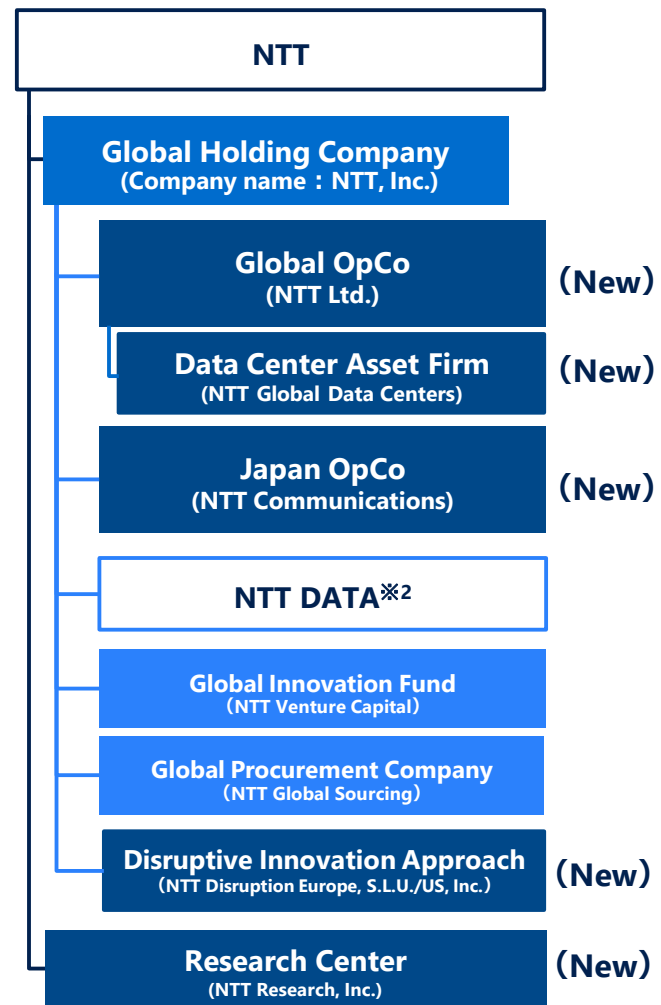 NTT
Global Holding Company
(Company name：NTT, Inc.)
Global OpCo
(NTT Ltd.)
（New）
Data Center Asset Firm
(NTT Global Data Centers)
（New）
Japan OpCo
(NTT Communications)
（New）
NTT DATA※2
Global Innovation Fund
（NTT Venture Capital）
Global Procurement Company
（NTT Global Sourcing）
Disruptive Innovation Approach
（NTT Disruption Europe, S.L.U./US, Inc.）
（New）
Research Center
(NTT Research, Inc.)
（New）